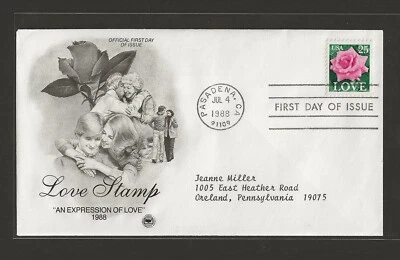 OFFICIAL FIRST DAY
OF ISSUE
USA 25
LOVE
PASADENA, CA
JUL 4
1988
91109
FIRST DAY OF ISSUE
Jeanne Miller
1005 East Heather Road
Oreland, Pennsylvania 19075
Love Stamp
"AN EXPRESSION OF LOVE"
1988